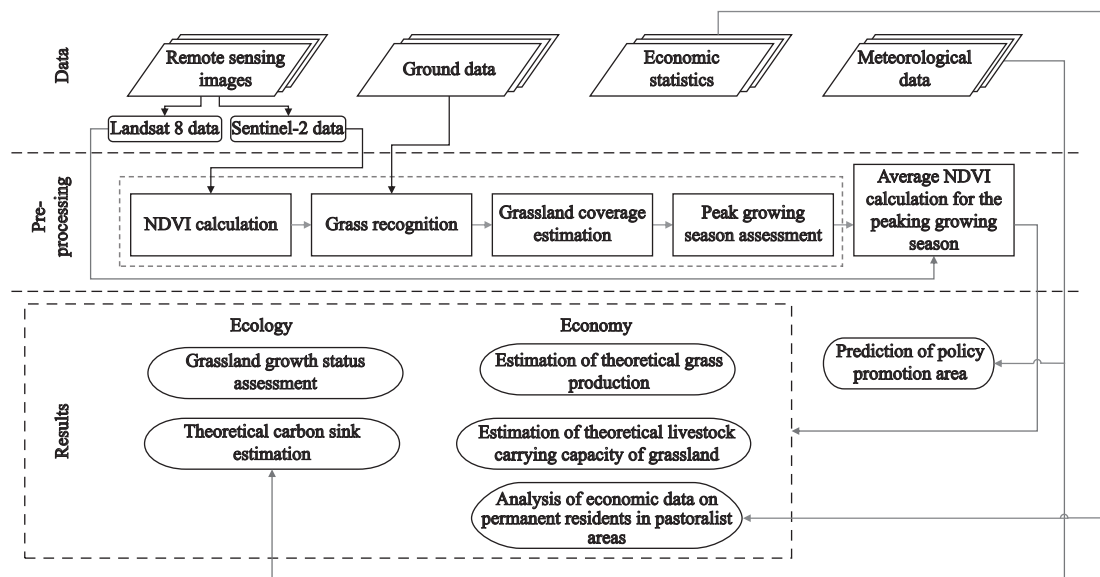 Data
Remote sensing
images
Ground data
Economic
statistics
Meteorological
data
Landsat 8 data
Sentinel-2 data
Pre-
processing
NDVI calculation
Grass recognition
Grassland coverage
estimation
Peak growing
season assessment
Average NDVI
calculation for the
peaking growing
season
Results
Ecology
Grassland growth status
assessment
Theoretical carbon sink
estimation
Economy
Estimation of theoretical grass
production
Estimation of theoretical livestock
carrying capacity of grassland
Analysis of economic data on
permanent residents in pastoralist
areas
Prediction of policy
promotion area